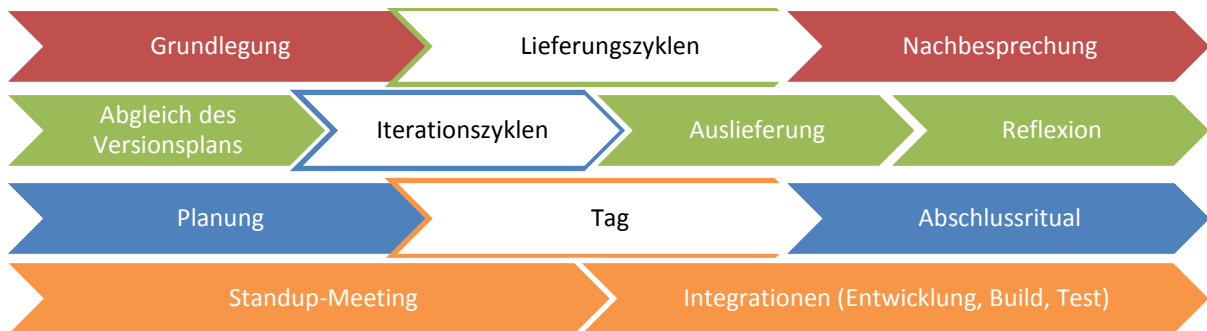 Grundlegung
Lieferungszyklen
Nachbesprechung
Abgleich des
Versionsplans
Iterationszyklen
Auslieferung
Reflexion
Planung
Tag
Abschlussritual
Standup-Meeting
Integrationen (Entwicklung, Build, Test)